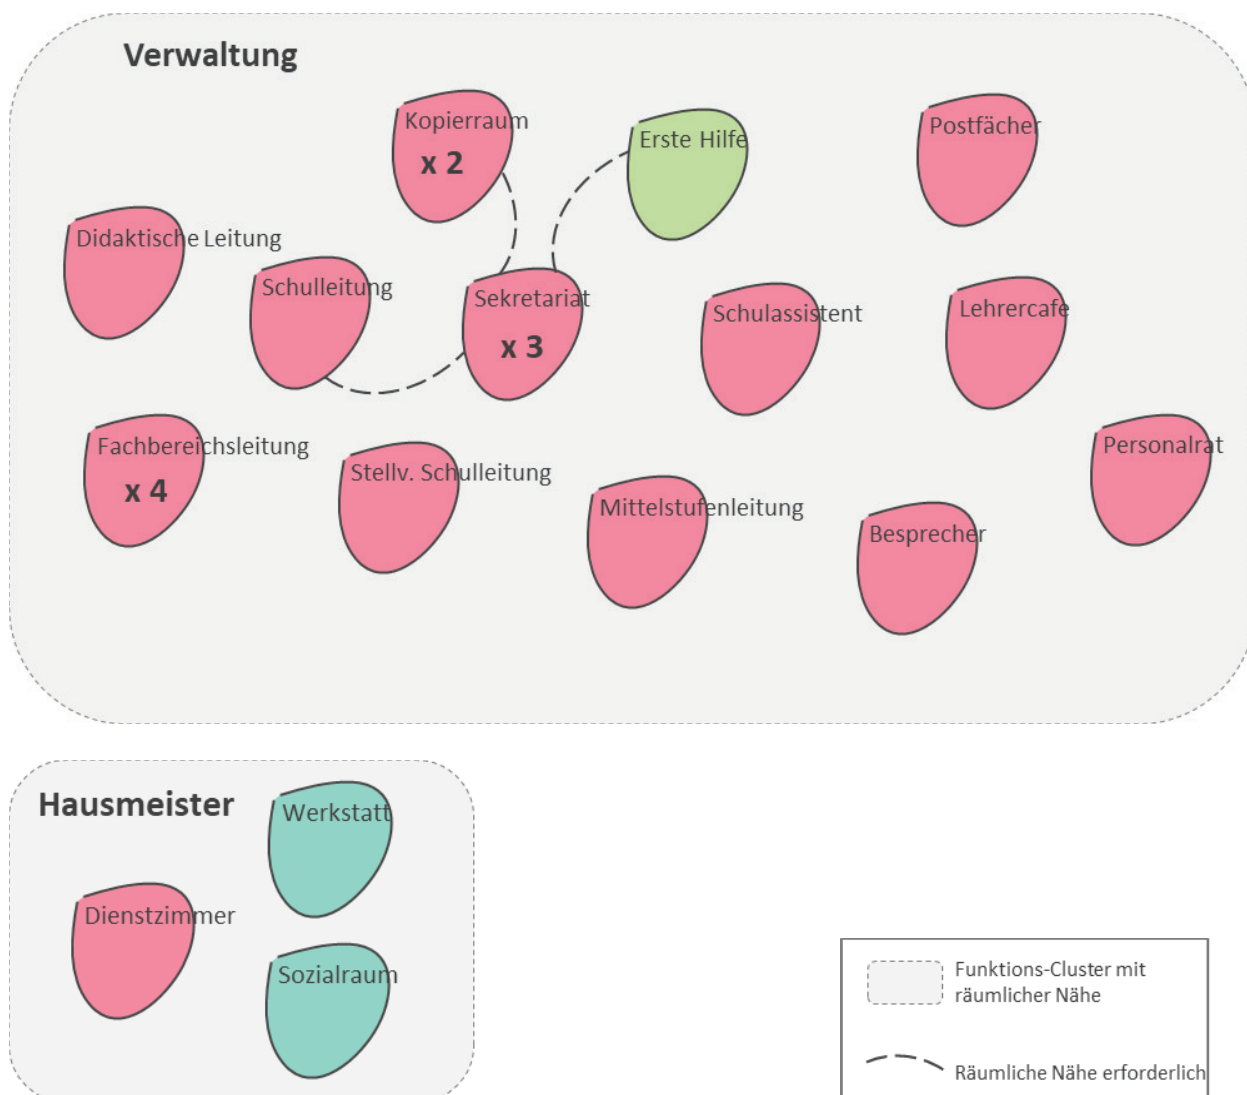 Verwaltung
Kopierraum
x 2
Erste Hilfe
Postfächer
Didaktische Leitung
Schulleitung
Sekretariat
x 3
Schulassistent
Lehrercafe
Fachbereichsleitung
x 4
Stellv. Schulleitung
Mittelstufenleitung
Besprecher
Personalrat
Hausmeister
Werkstatt
Dienstzimmer
Sozialraum
Funktions-Cluster mit
räumlicher Nähe
Räumliche Nähe erforderlich